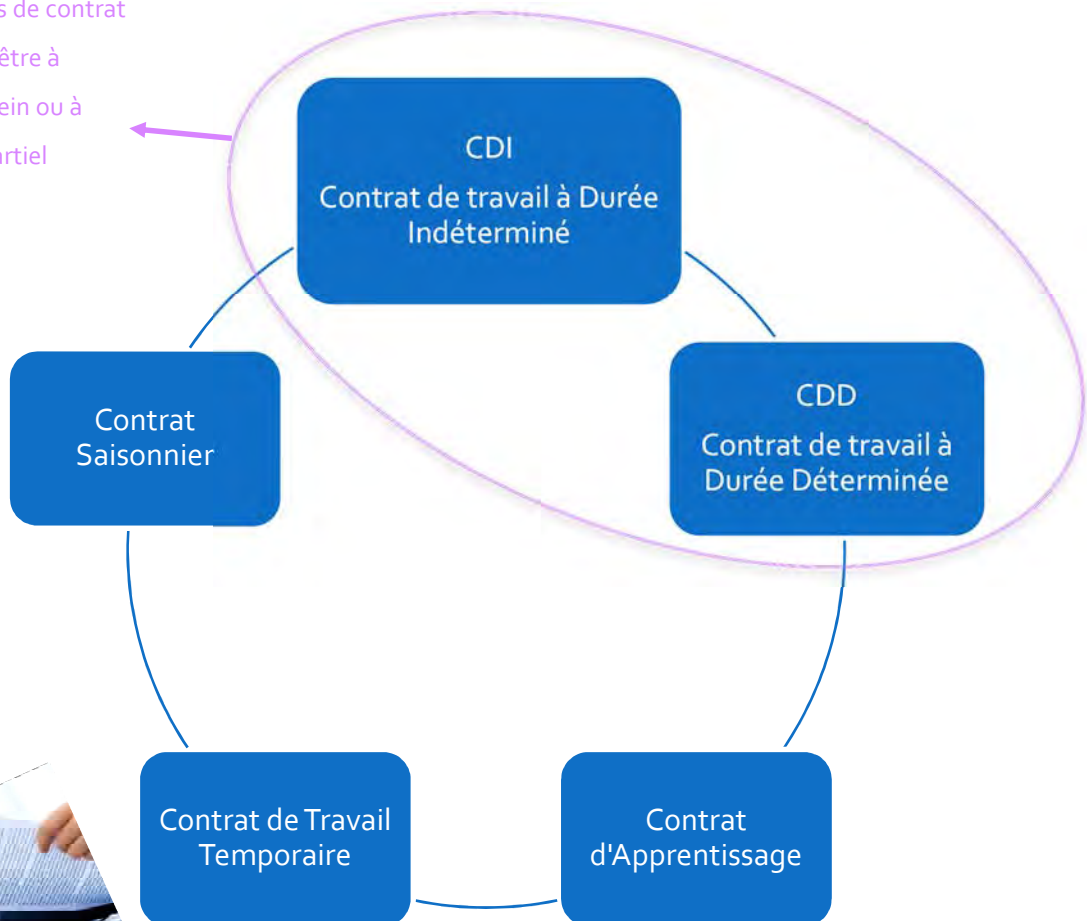 s de contrat
être à
ein ou à
artiel
CDI
Contrat de travail à Durée
Indéterminé
CDD
Contrat de travail à
Durée Déterminée
Contrat
Saisonnier
Contrat de Travail
Temporaire
Contrat
d'Apprentissage